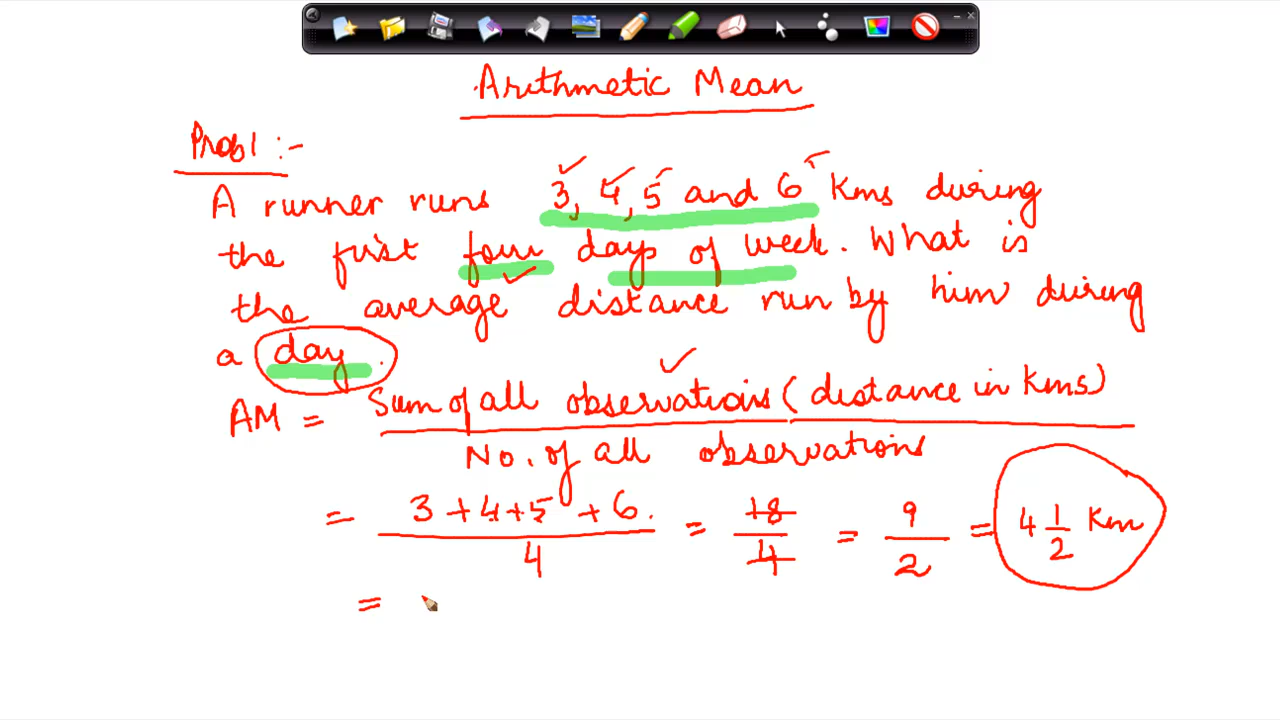 Arithmetic Mean
Prob1 :-
A runner runs 3, 4, 5 and 6 Kms during
the first four days of week. What is
the average distance run by him during
a day.
AM = Sum of all observations (distance in Kms)
No. of all observations
= 3 + 4 + 5 + 6 = 18 = 9 = 4 1/2 Km
4 4 2
=